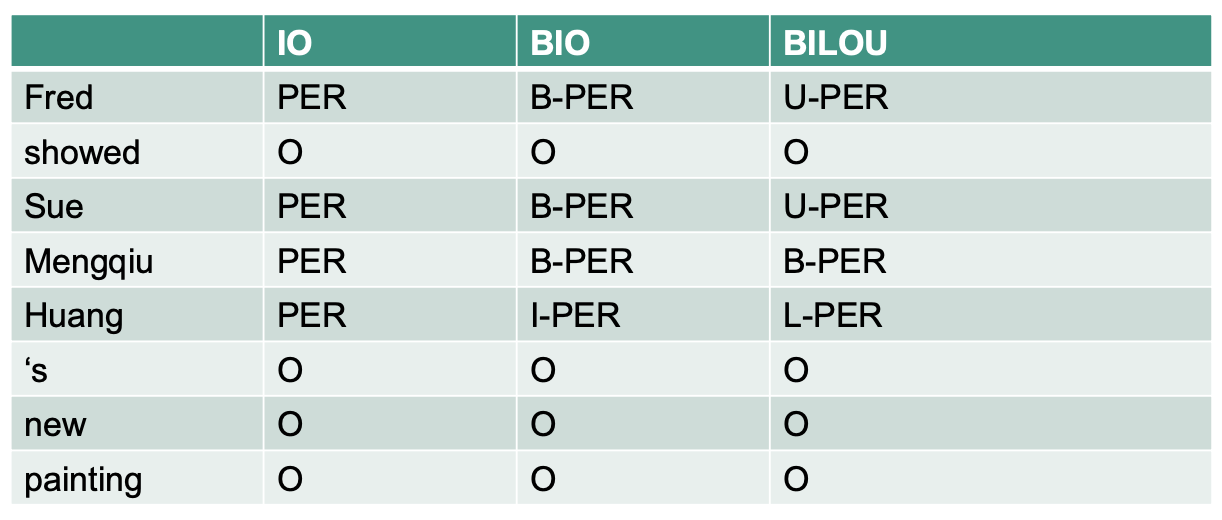 IO BIO BILOU
Fred PER B-PER U-PER
showed O O O
Sue PER B-PER U-PER
Mengqiu PER B-PER B-PER
Huang PER I-PER L-PER
‘s O O O
new O O O
painting O O O